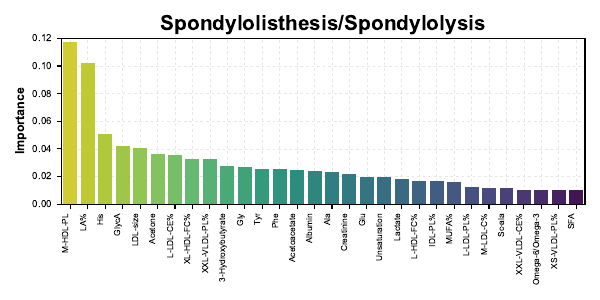 Spondylolisthesis/Spondylolysis
Importance
0.12
0.10
0.08
0.06
0.04
0.02
0.00
M-HDL-PL
LA%
His
GlycA
LDL-size
Acetone
L-LDL-CE%
XL-HDL-FC%
XXL-VLDL-PL%
3-Hydroxybutyrate
Gly
Tyr
Phe
Acetoacetate
Albumin
Ala
Creatinine
Glu
Unsaturation
Lactate
L-HDL-FC%
IDL-PL%
MUFA%
L-LDL-PL%
M-LDL-C%
XXL-VLDL-CE%
Omega-6/Omega-3
XS-VLDL-PL%
SFA